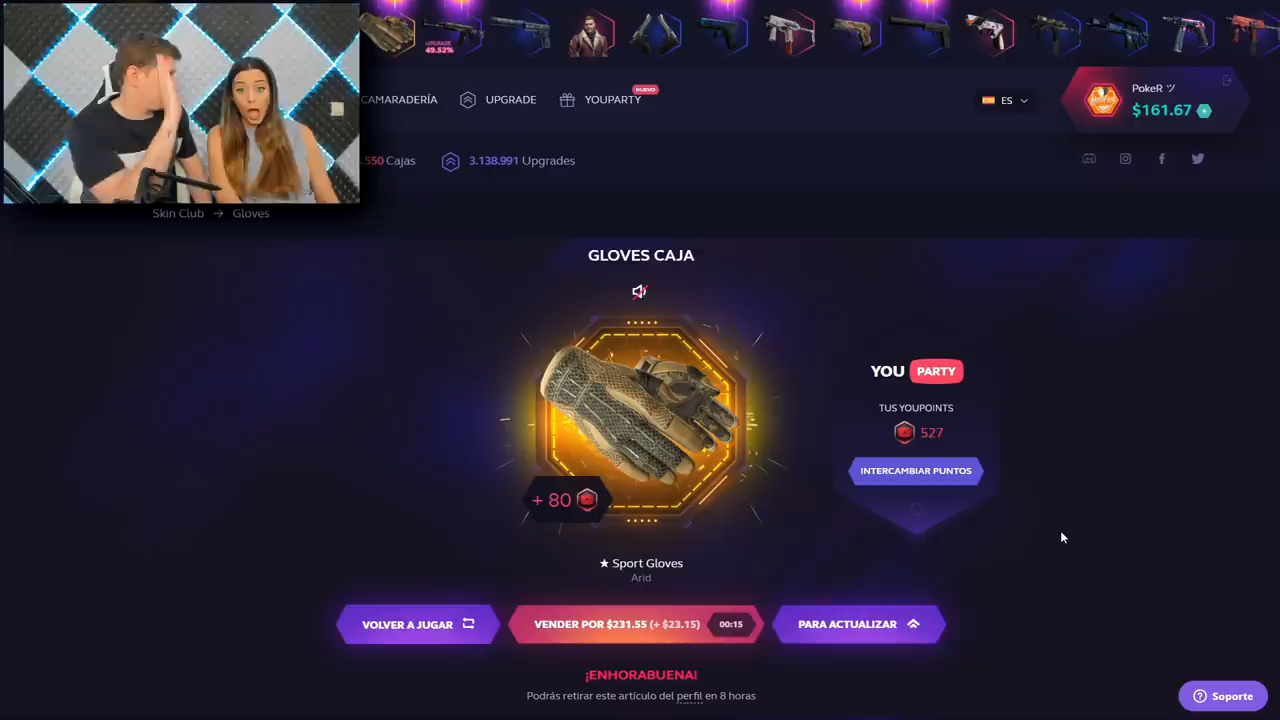 UPGRADE
49.52%
CAMARADERÍA
UPGRADE
YOUPARTY
NUEVO
ES
PokeR ツ
$161.67
.550 Cajas
3.138.991 Upgrades
Skin Club → Gloves
GLOVES CAJA
YOU PARTY
TUS YOUPOINTS
527
INTERCAMBIAR PUNTOS
+ 80
★ Sport Gloves
Arid
VOLVER A JUGAR
VENDER POR $231.55 (+ $23.15) 00:15
PARA ACTUALIZAR
¡ENHORABUENA!
Podrás retirar este artículo del perfil en 8 horas
Soporte